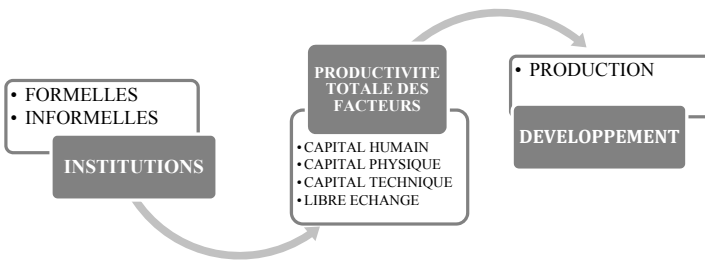 • FORMELLES
• INFORMELLES
INSTITUTIONS
PRODUCTIVITE
TOTALE DES
FACTEURS
• CAPITAL HUMAIN
• CAPITAL PHYSIQUE
• CAPITAL TECHNIQUE
• LIBRE ECHANGE
• PRODUCTION
DEVELOPPEMENT